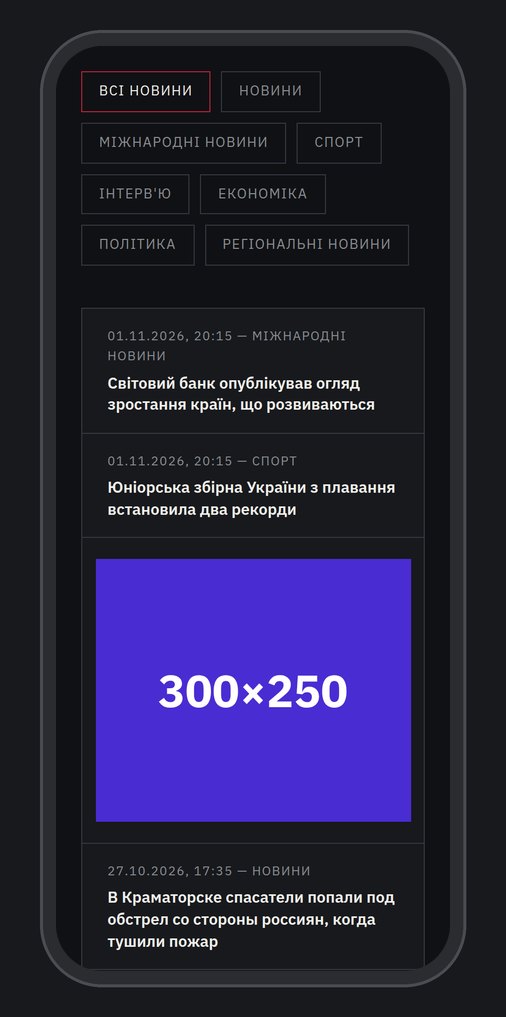 ВСІ НОВИНИ
НОВИНИ
МІЖНАРОДНІ НОВИНИ
СПОРТ
ІНТЕРВ'Ю
ЕКОНОМІКА
ПОЛІТИКА
РЕГІОНАЛЬНІ НОВИНИ
01.11.2026, 20:15 — МІЖНАРОДНІ
НОВИНИ
Світовий банк опублікував огляд
зростання країн, що розвиваються
01.11.2026, 20:15 — СПОРТ
Юніорська збірна України з плавання
встановила два рекорди
300×250
27.10.2026, 17:35 — НОВИНИ
В Краматорске спасатели попали под
обстрел со стороны россиян, когда
тушили пожар